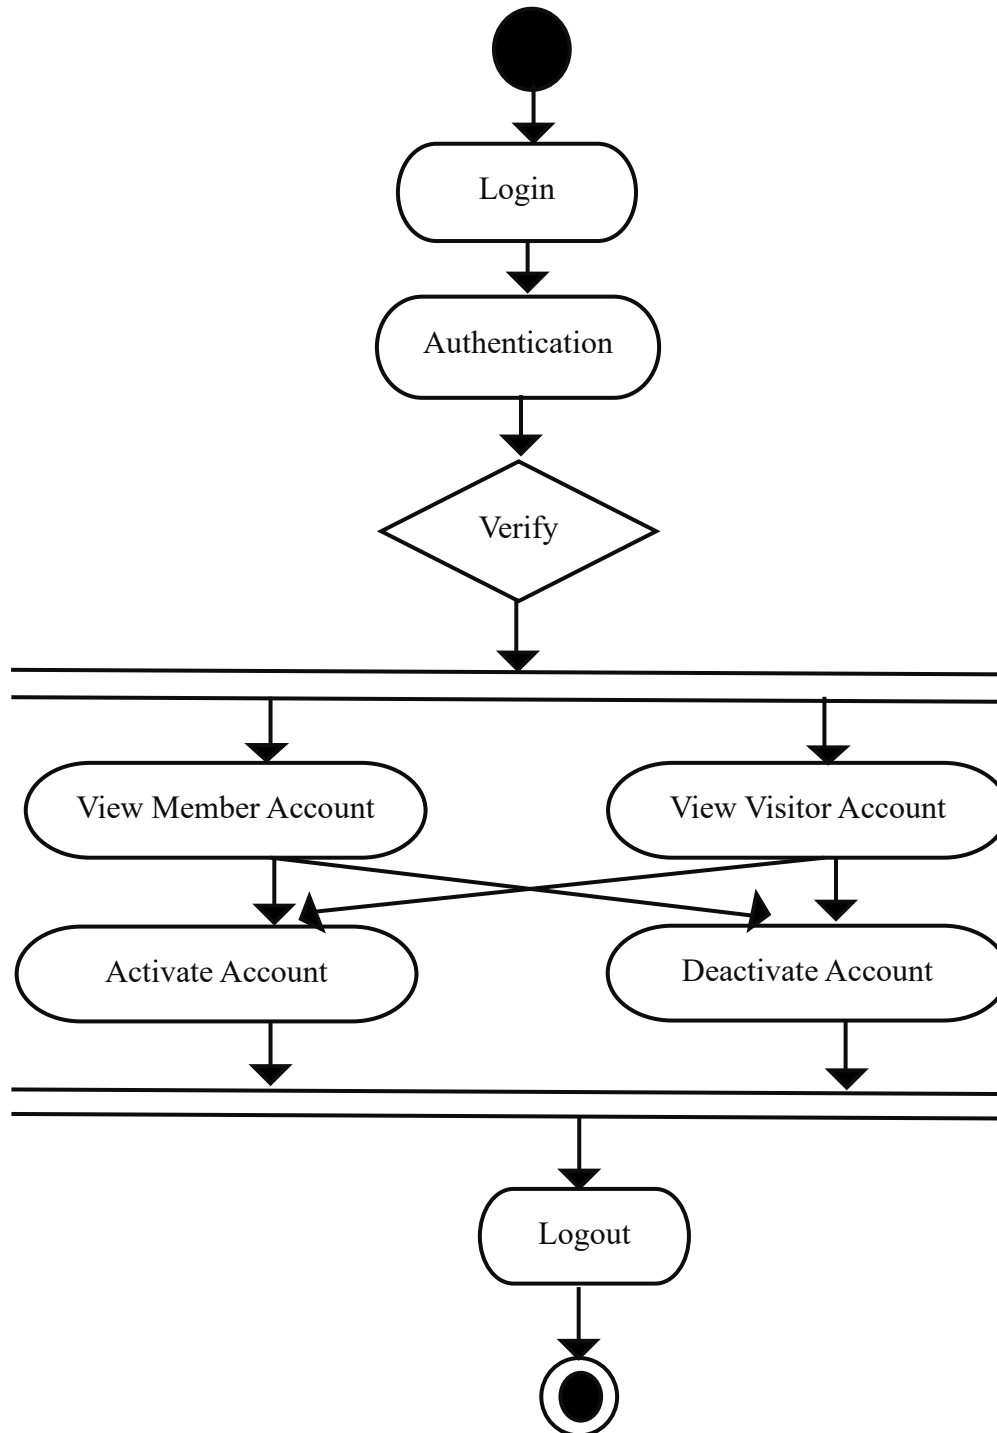 Login
Authentication
Verify
View Member Account
View Visitor Account
Activate Account
Deactivate Account
Logout